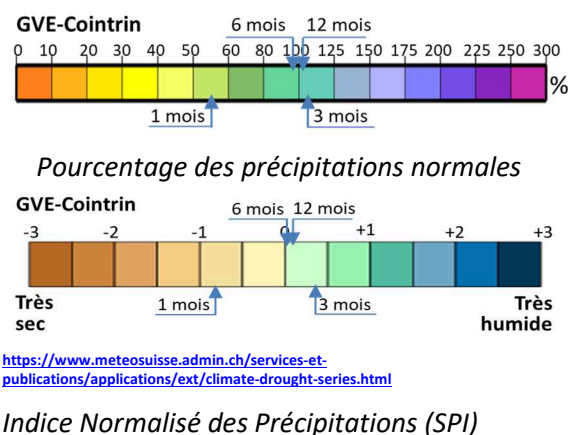 GVE-Cointrin
6 mois 12 mois
0 10 20 30 40 50 60 80 100 125 150 175 200 225 250 300
%
1 mois 3 mois
Pourcentage des précipitations normales
GVE-Cointrin
6 mois 12 mois
-3 -2 -1 0 +1 +2 +3
1 mois 3 mois
Très sec
Très humide
https://www.meteosuisse.admin.ch/services-et-
publications/applications/ext/climate-drought-series.html
Indice Normalisé des Précipitations (SPI)